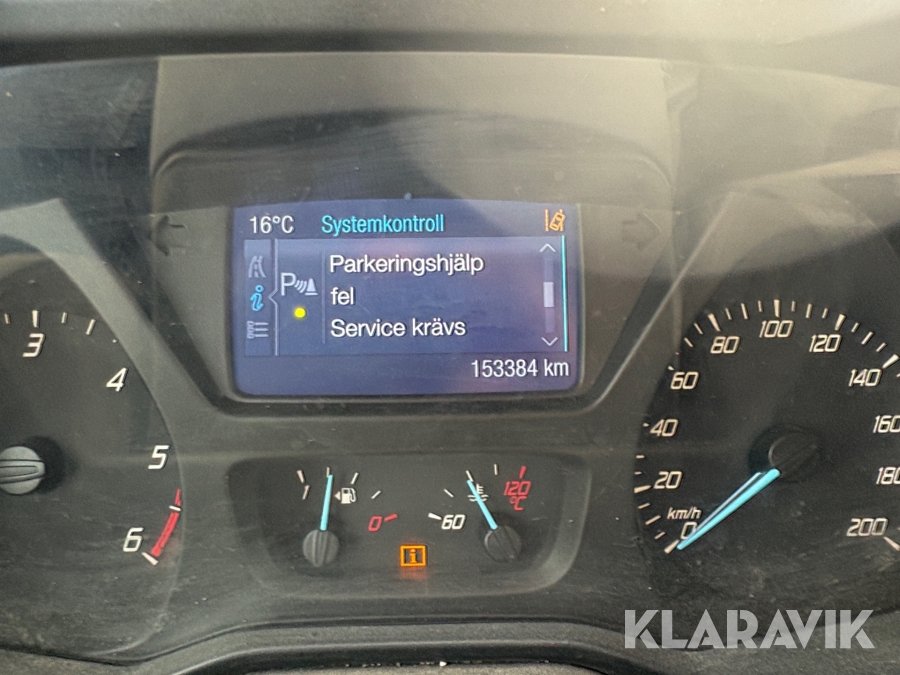 16°C Systemkontroll
Parkeringshjälp
fel
Service krävs
153384 km
3
4
5
6
1
0
60
120
°C
0
20
40
60
80
100
120
140
160
180
200
km/h
KLARAVIK